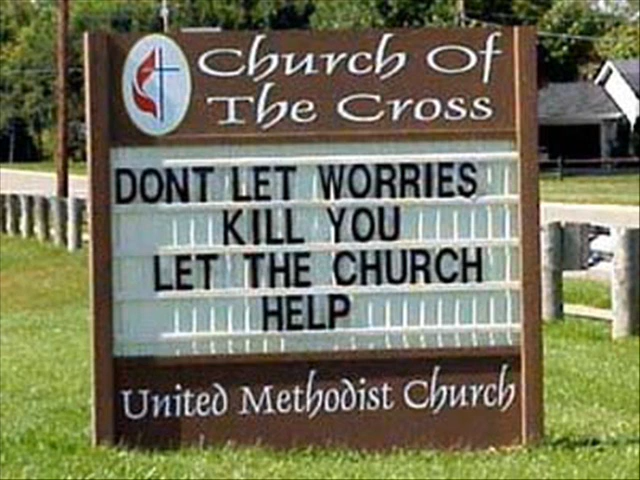 Church Of
The Cross
DONT LET WORRIES
KILL YOU
LET THE CHURCH
HELP
United Methodist Church